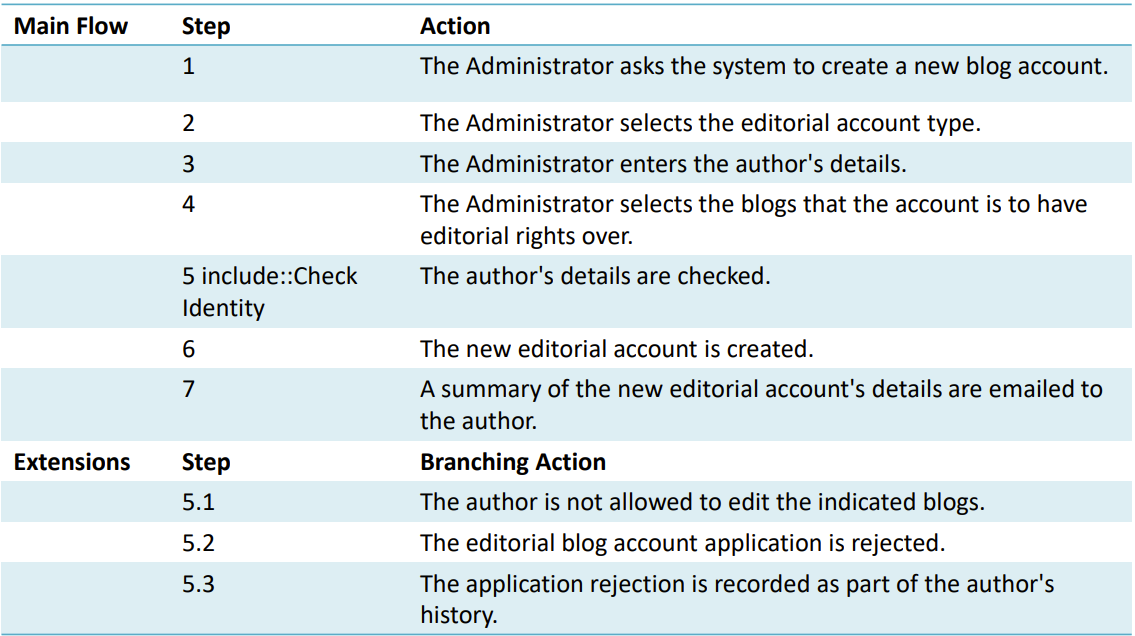 Main Flow Step Action
1 The Administrator asks the system to create a new blog account.
2 The Administrator selects the editorial account type.
3 The Administrator enters the author's details.
4 The Administrator selects the blogs that the account is to have
editorial rights over.
5 include::Check The author's details are checked.
Identity
6 The new editorial account is created.
7 A summary of the new editorial account's details are emailed to
the author.
Extensions Step Branching Action
5.1 The author is not allowed to edit the indicated blogs.
5.2 The editorial blog account application is rejected.
5.3 The application rejection is recorded as part of the author's
history.